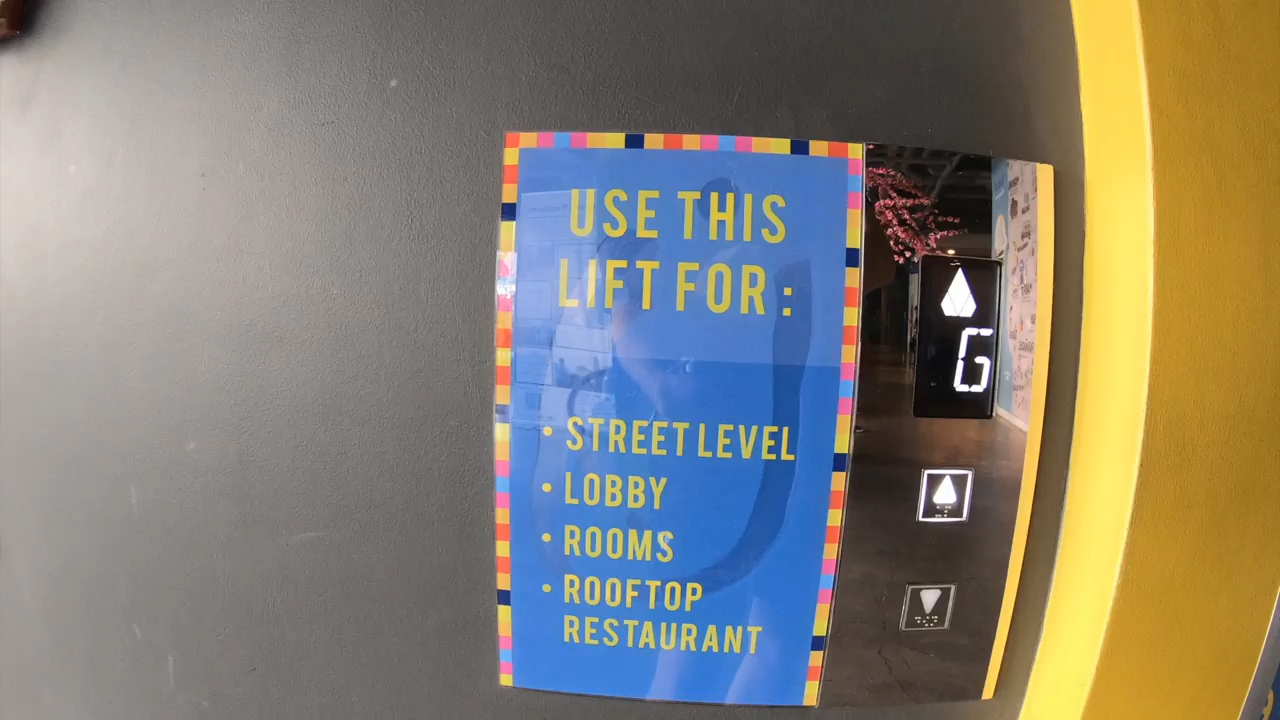 USE THIS
LIFT FOR :
• STREET LEVEL
• LOBBY
• ROOMS
• ROOFTOP
RESTAURANT
G